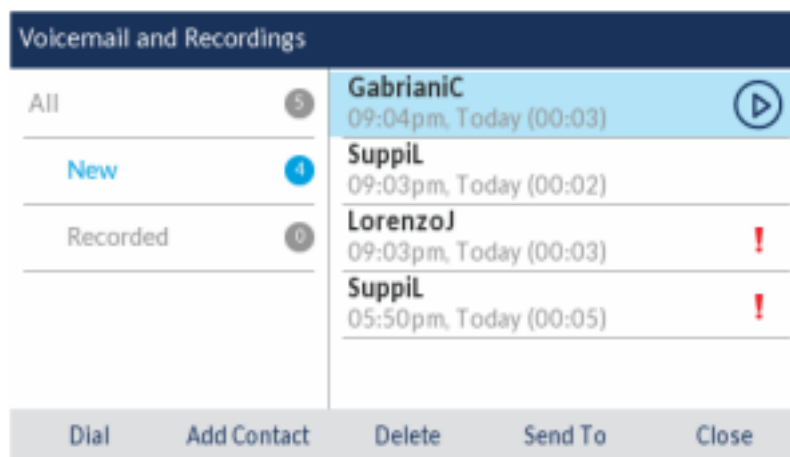 Voicemail and Recordings
All 5
New 4
Recorded 0
GabrianiC
09:04pm, Today (00:03)
SuppiL
09:03pm, Today (00:02)
LorenzoJ
09:03pm, Today (00:03)
!
SuppiL
05:50pm, Today (00:05)
!
Dial Add Contact Delete Send To Close